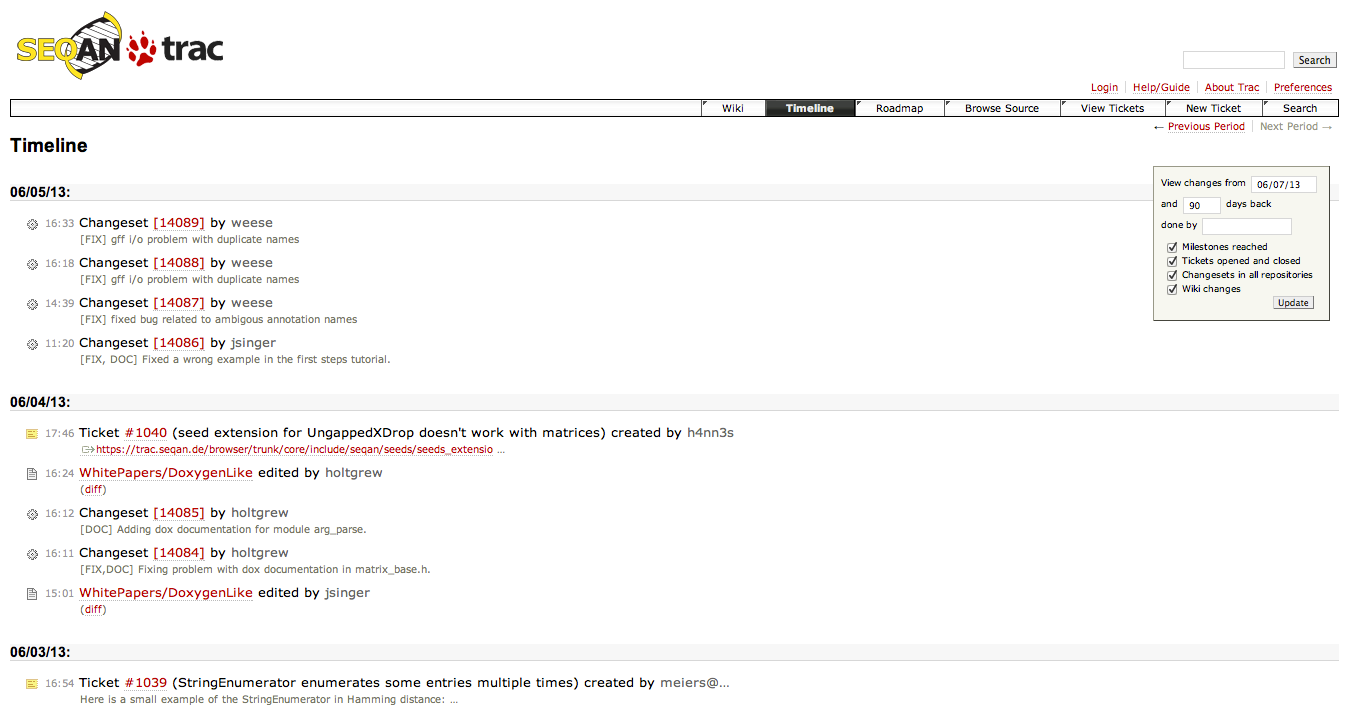 SEQAN trac
Search
Login Help/Guide About Trac Preferences
Wiki Timeline Roadmap Browse Source View Tickets New Ticket Search
← Previous Period Next Period →
Timeline
View changes from 06/07/13
and 90 days back
done by
Milestones reached
Tickets opened and closed
Changesets in all repositories
Wiki changes
Update
06/05/13:
16:33 Changeset [14089] by weese
[FIX] gff i/o problem with duplicate names
16:18 Changeset [14088] by weese
[FIX] gff i/o problem with duplicate names
14:39 Changeset [14087] by weese
[FIX] fixed bug related to ambigous annotation names
11:20 Changeset [14086] by jsinger
[FIX, DOC] Fixed a wrong example in the first steps tutorial.
06/04/13:
17:46 Ticket #1040 (seed extension for UngappedXDrop doesn't work with matrices) created by h4nn3s
https://trac.seqan.de/browser/trunk/core/include/seqan/seeds/seeds_extensio ...
16:24 WhitePapers/DoxygenLike edited by holtgrew
(diff)
16:12 Changeset [14085] by holtgrew
[DOC] Adding dox documentation for module arg_parse.
16:11 Changeset [14084] by holtgrew
[FIX,DOC] Fixing problem with dox documentation in matrix_base.h.
15:01 WhitePapers/DoxygenLike edited by jsinger
(diff)
06/03/13:
16:54 Ticket #1039 (StringEnumerator enumerates some entries multiple times) created by meiers@...
Here is a small example of the StringEnumerator in Hamming distance: ...